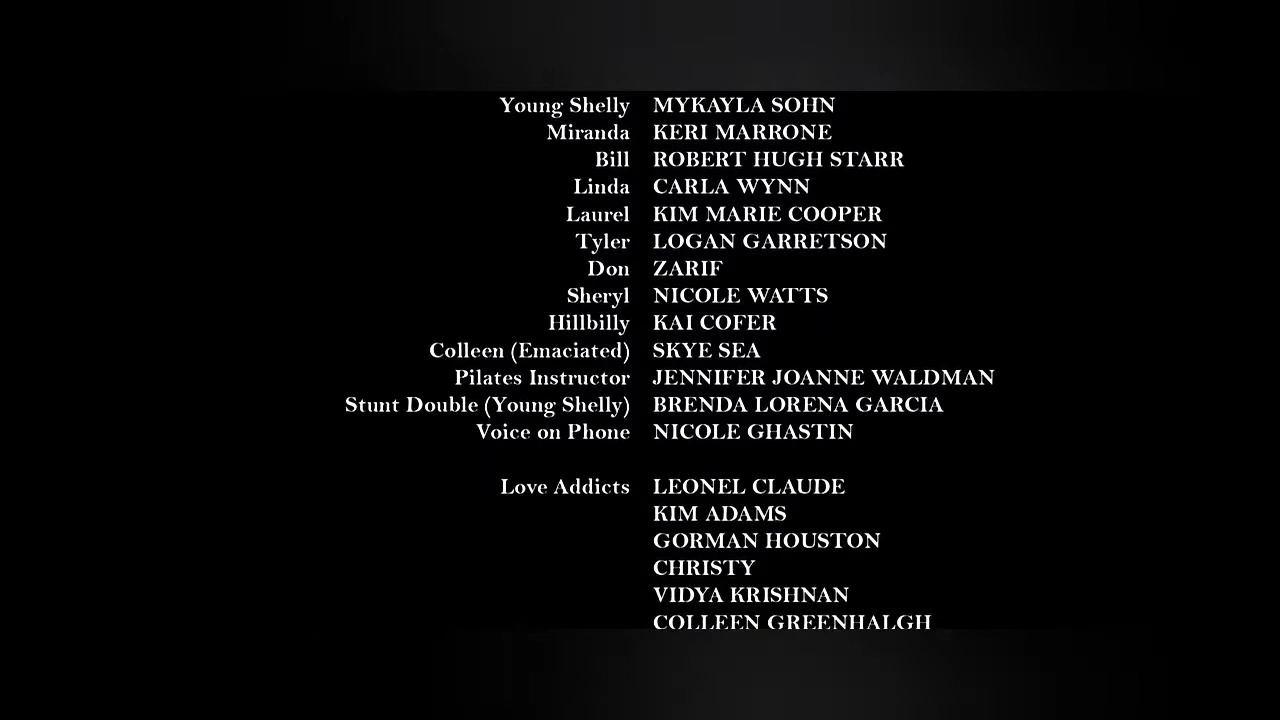 Young Shelly MYKAYLA SOHN
Miranda KERI MARRONE
Bill ROBERT HUGH STARR
Linda CARLA WYNN
Laurel KIM MARIE COOPER
Tyler LOGAN GARRETSON
Don ZARIF
Sheryl NICOLE WATTS
Hillbilly KAI COFER
Colleen (Emaciated) SKYE SEA
Pilates Instructor JENNIFER JOANNE WALDMAN
Stunt Double (Young Shelly) BRENDA LORENA GARCIA
Voice on Phone NICOLE GHASTIN
Love Addicts LEONEL CLAUDE
KIM ADAMS
GORMAN HOUSTON
CHRISTY
VIDYA KRISHNAN
COLLEEN GREENHALGH